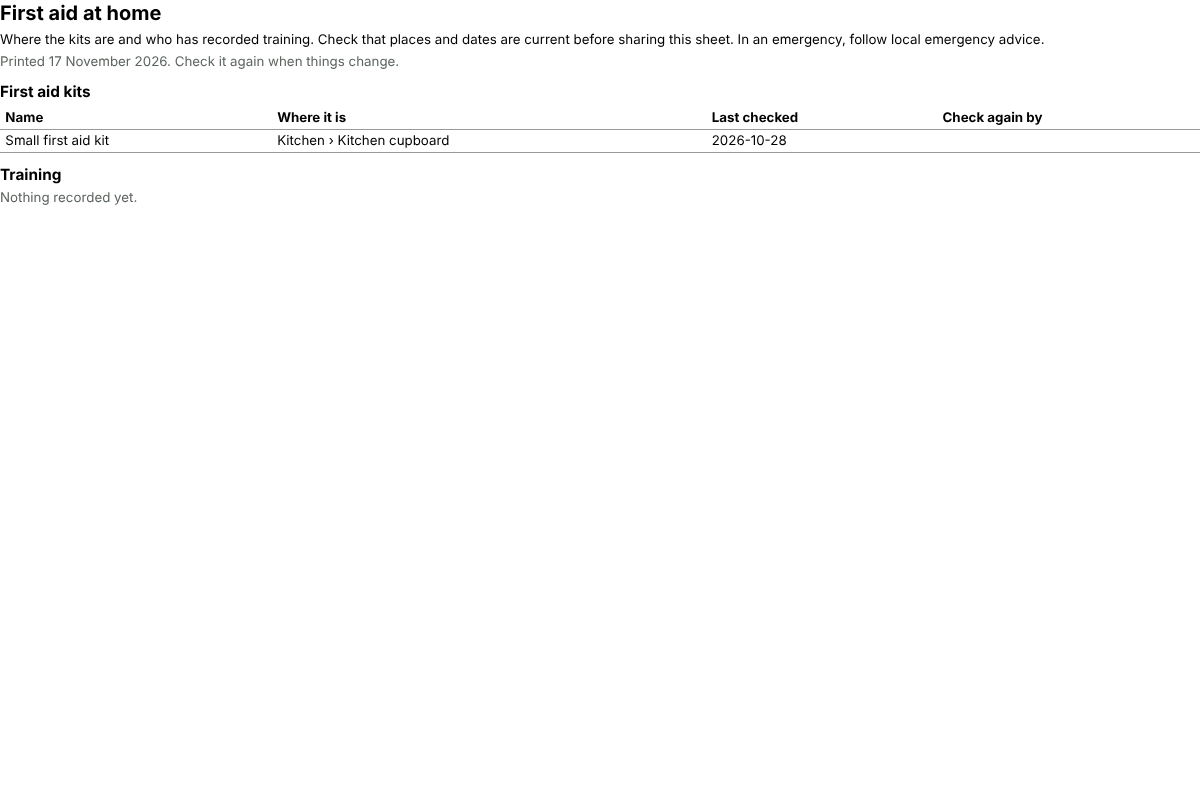 First aid at home
Where the kits are and who has recorded training. Check that places and dates are current before sharing this sheet. In an emergency, follow local emergency advice.
Printed 17 November 2026. Check it again when things change.
First aid kits
Name Where it is Last checked Check again by
Small first aid kit Kitchen › Kitchen cupboard 2026-10-28
Training
Nothing recorded yet.